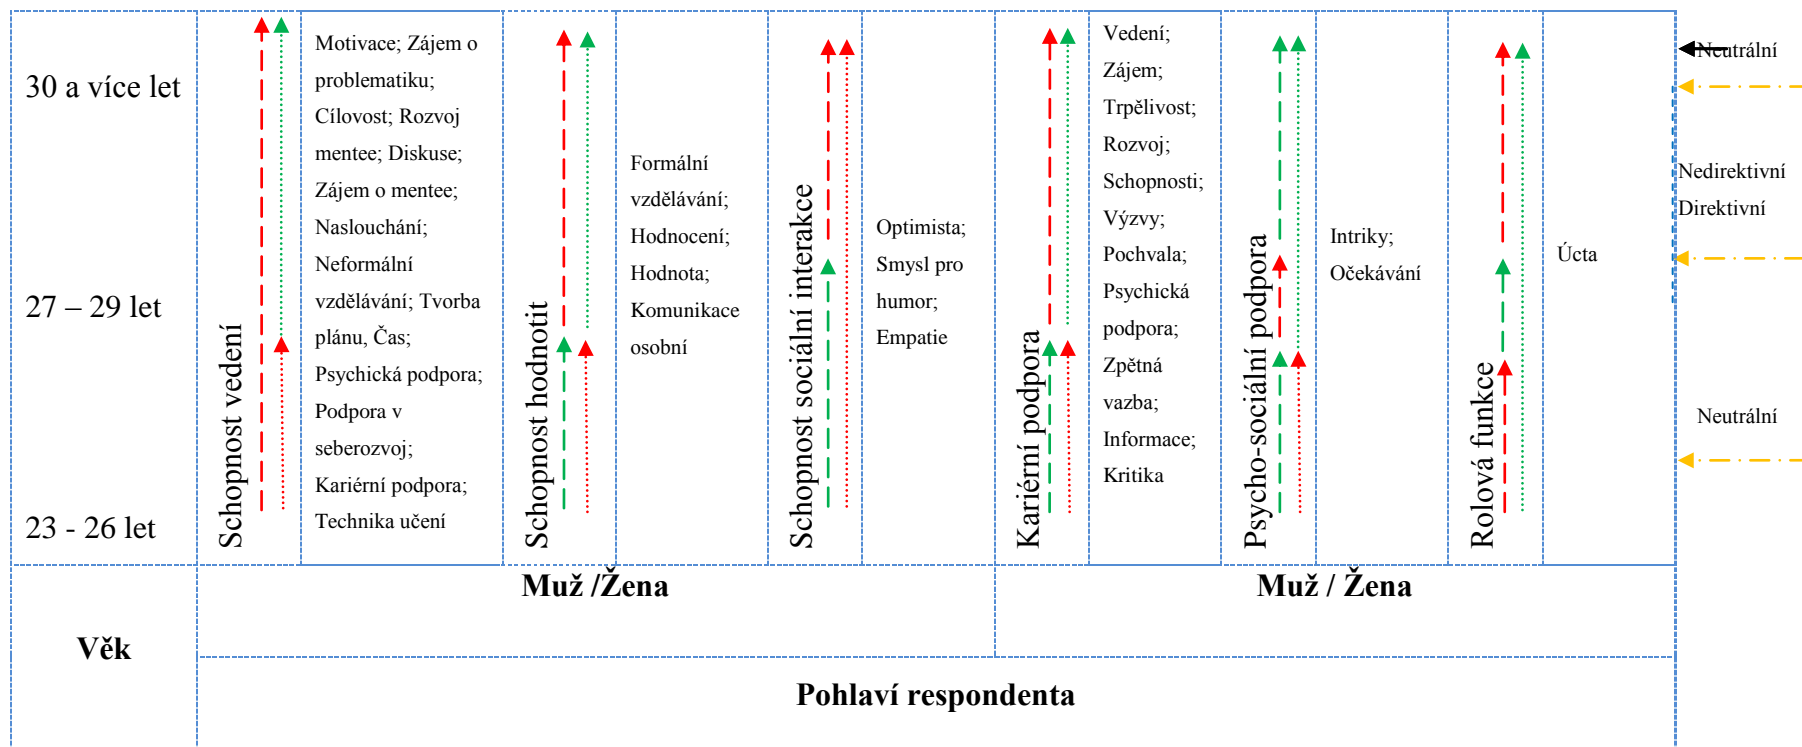 30 a více let
27 – 29 let
23 - 26 let
Schopnost vedení
Motivace; Zájem o
problematiku;
Cílovost; Rozvoj
mentee; Diskuse;
Zájem o mentee;
Naslouchání;
Neformální
vzdělávání; Tvorba
plánu, Čas;
Psychická podpora;
Podpora v
seberozvoj;
Kariérní podpora;
Technika učení
Schopnost hodnotit
Formální
vzdělávání;
Hodnocení;
Hodnota;
Komunikace
osobní
Schopnost sociální interakce
Optimista;
Smysl pro
humor;
Empatie
Kariérní podpora
Vedení;
Zájem;
Trpělivost;
Rozvoj;
Schopnosti;
Výzvy;
Pochvala;
Psychická
podpora;
Zpětná
vazba;
Informace;
Kritika
Psycho-sociální podpora
Intriky;
Očekávání
Rolová funkce
Úcta
Neutrální
Nedirektivní
Direktivní
Neutrální
Muž /Žena
Muž / Žena
Věk
Pohlaví respondenta